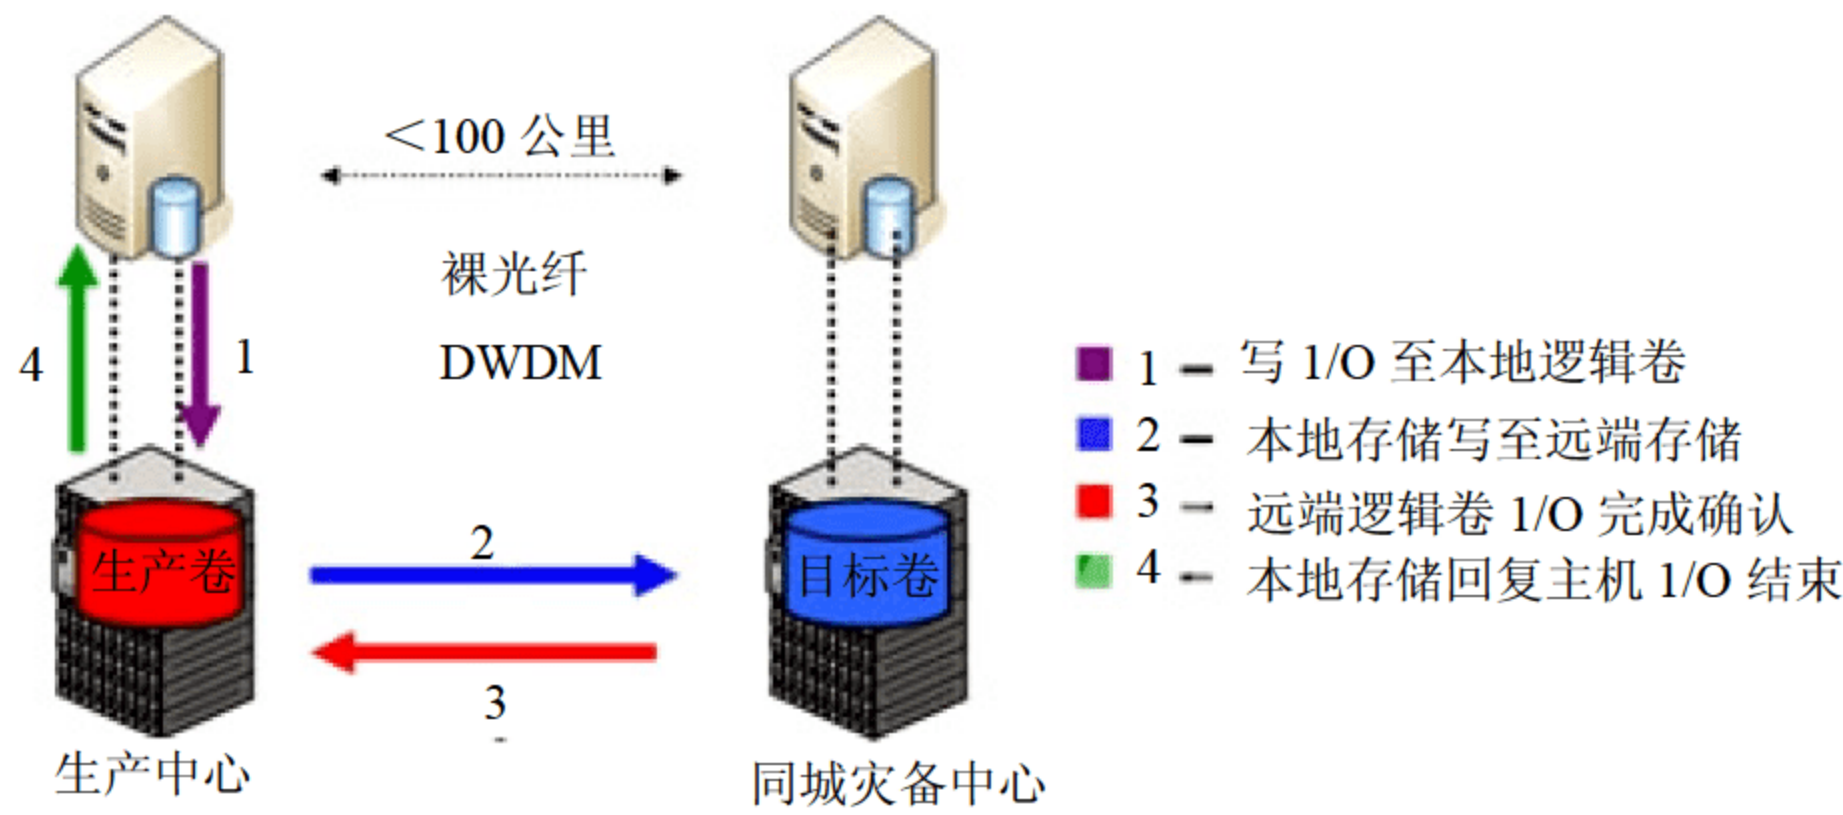 ＜100 公里
裸光纤
DWDM
4
1
生产卷
2
目标卷
3
生产中心
同城灾备中心
1 － 写 1/O 至本地逻辑卷
2 － 本地存储写至远端存储
3 － 远端逻辑卷 1/O 完成确认
4 － 本地存储回复主机 1/O 结束